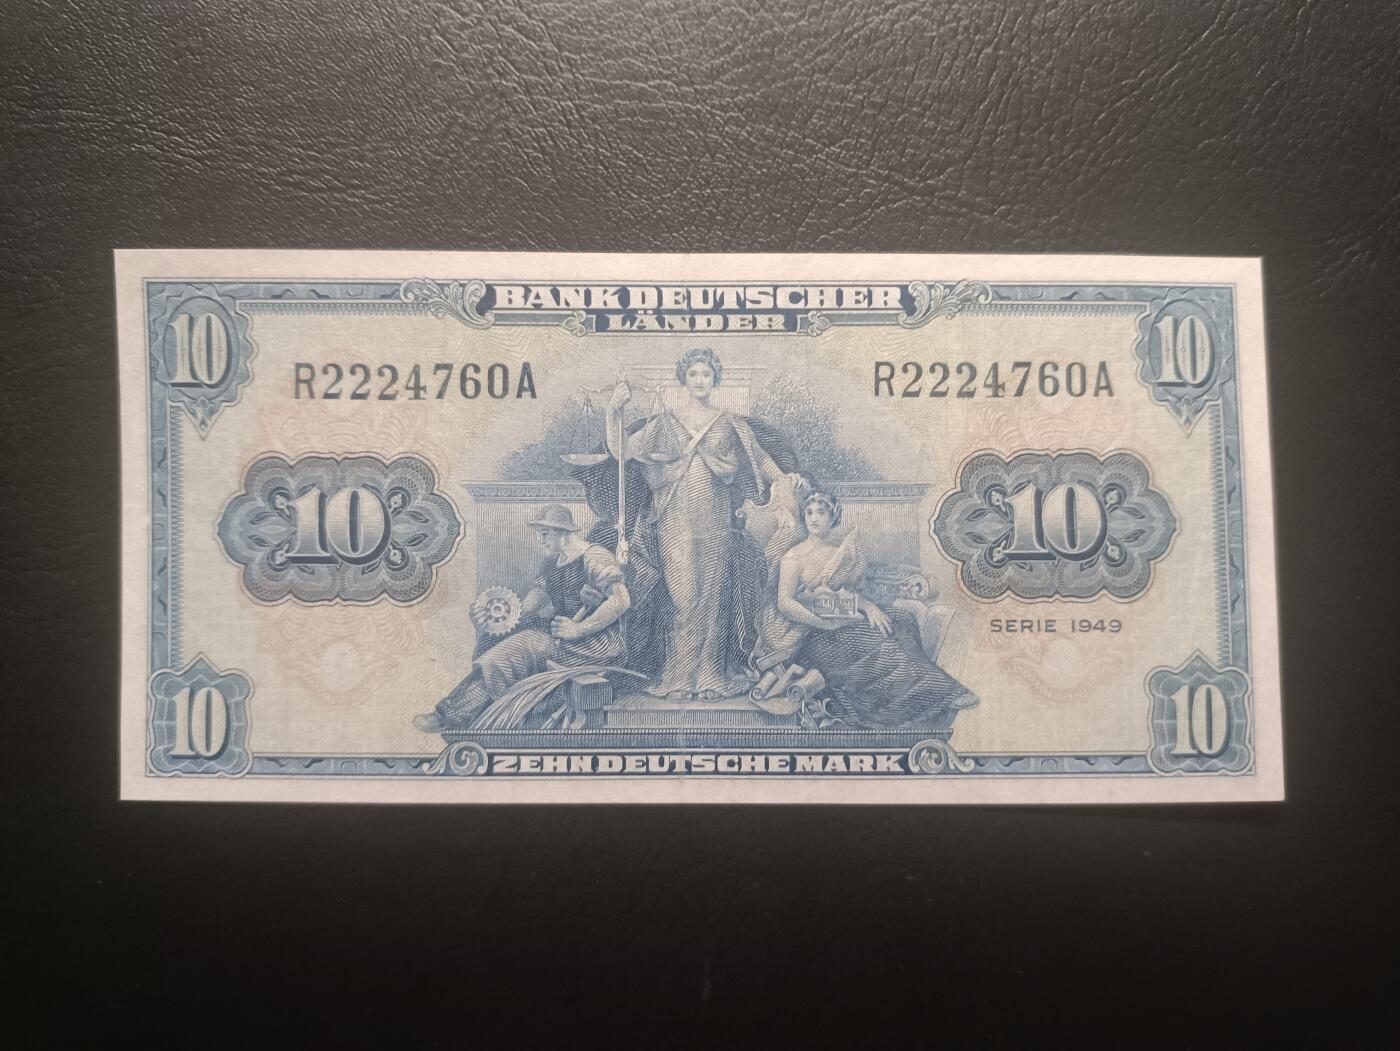 BANK DEUTSCHER
LÄNDER
10 10
R2224760A R2224760A
10 10
SERIE 1949
10 10
ZEHN DEUTSCHE MARK